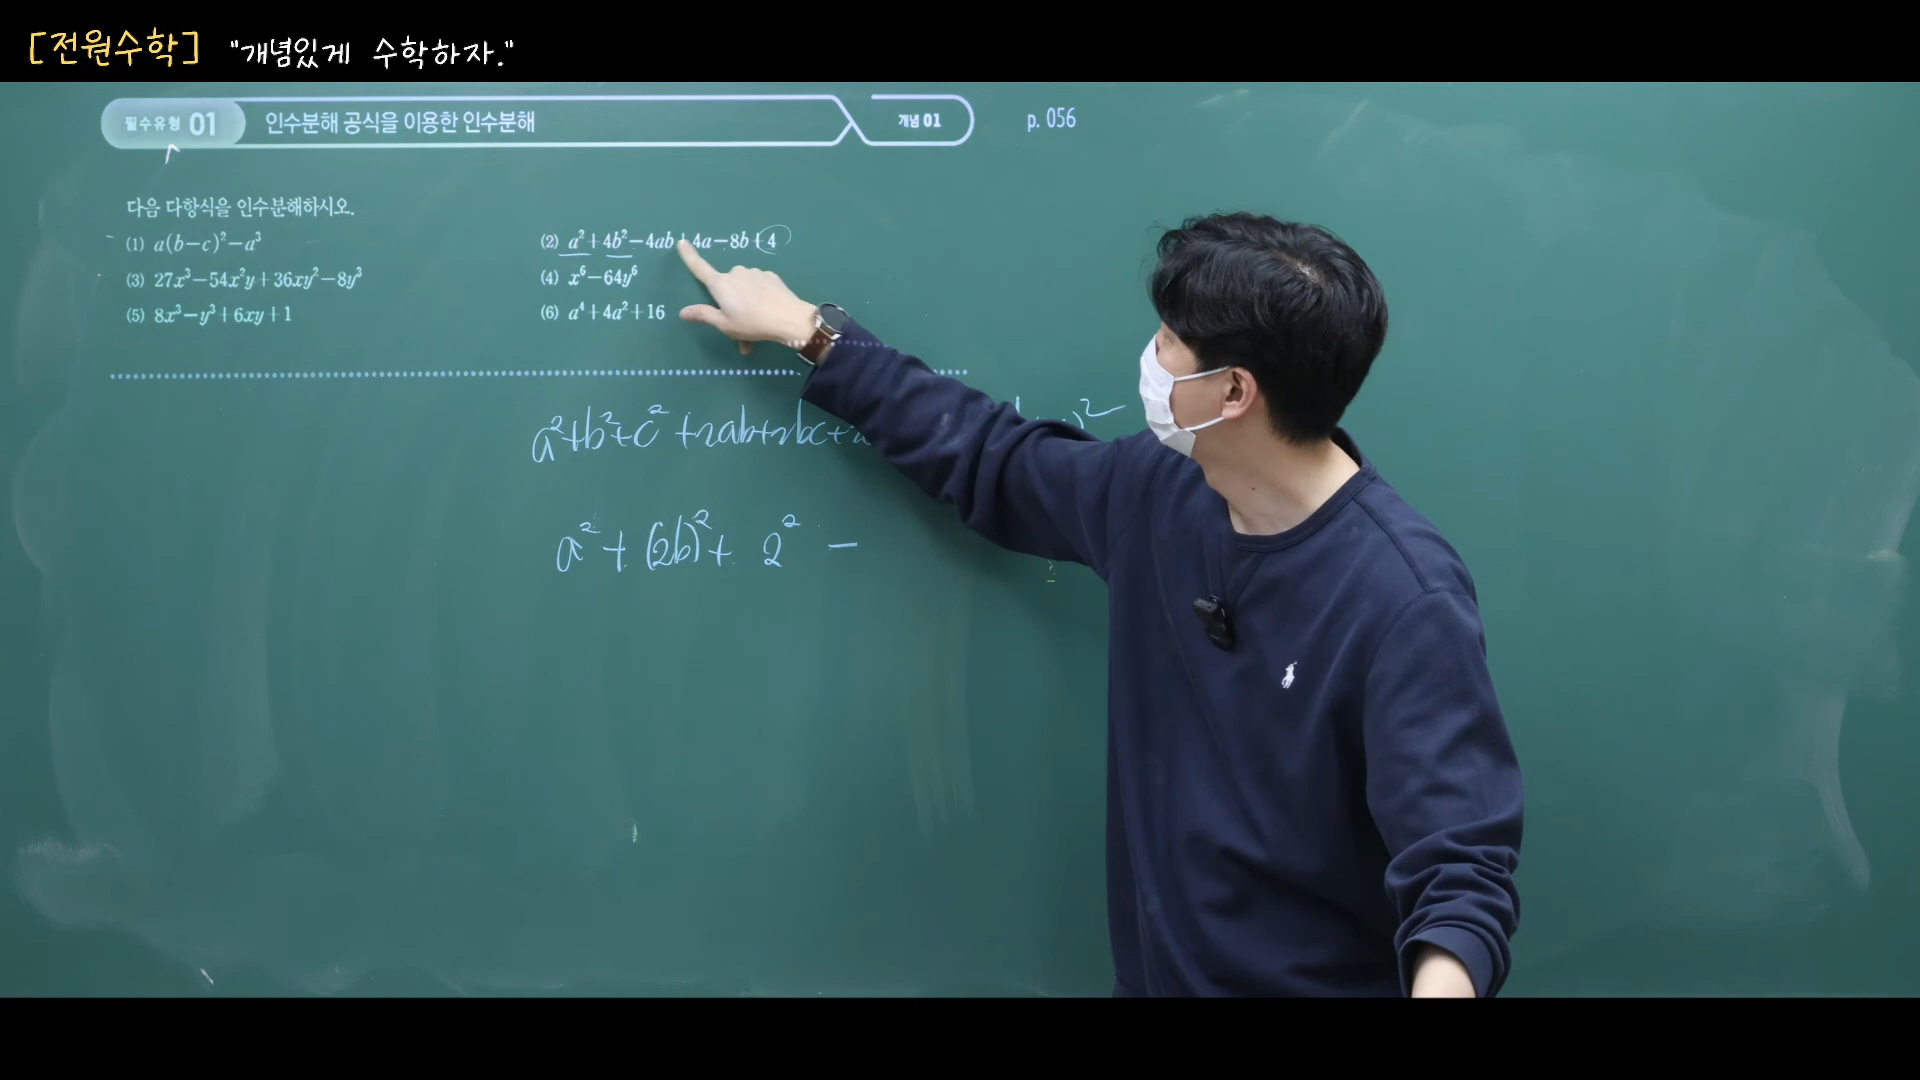 [전원수학] "개념있게 수학하자."
필수유형 01 인수분해 공식을 이용한 인수분해 개념 01 p. 056
다음 다항식을 인수분해하시오.
(1) a(b−c)²−a³
(2) a²+4b²−4ab+4a−8b+4
(3) 27x³−54x²y+36xy²−8y³
(4) x⁶−64y⁶
(5) 8x³−y³+6xy+1
(6) a⁴+4a²+16
a²+b²+c²+2ab+2bc+2
a²+(2b)²+2²−